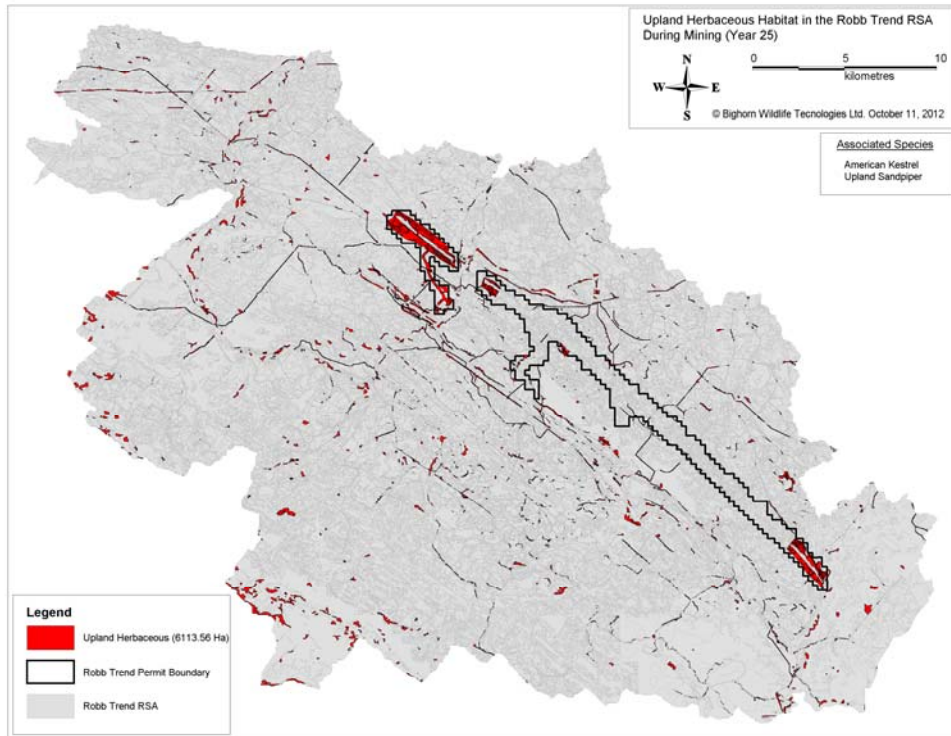 Upland Herbaceous Habitat in the Robb Trend RSA
During Mining (Year 25)
N
W E
S
0 5 10
kilometres
© Bighorn Wildlife Tecnologies Ltd. October 11, 2012
Associated Species
American Kestrel
Upland Sandpiper
Legend
Upland Herbaceous (6113.56 Ha)
Robb Trend Permit Boundary
Robb Trend RSA